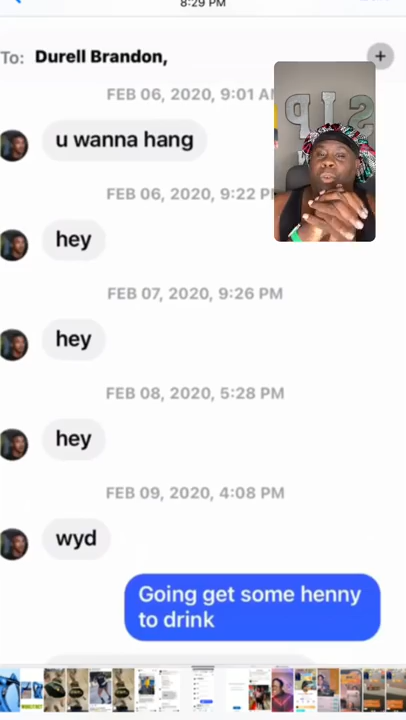 8:29 PM
To: Durell Brandon,
FEB 06, 2020, 9:01 AM
u wanna hang
FEB 06, 2020, 9:22 P
hey
FEB 07, 2020, 9:26 PM
hey
FEB 08, 2020, 5:28 PM
hey
FEB 09, 2020, 4:08 PM
wyd
Going get some henny
to drink